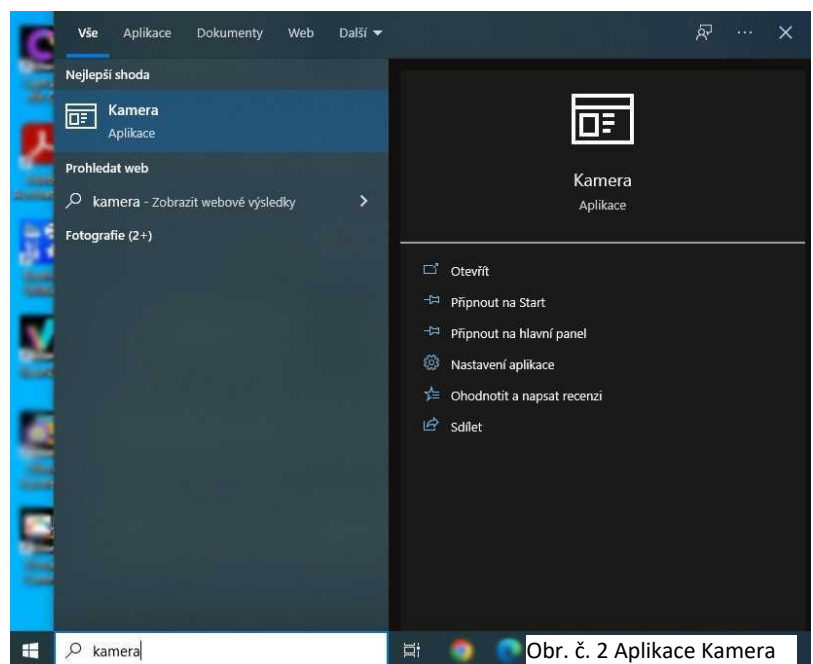 Vše Aplikace Dokumenty Web Další
Nejlepší shoda
Kamera
Aplikace
Prohledat web
kamera - Zobrazit webové výsledky
Fotografie (2+)
Kamera
Aplikace
Otevřít
Připnout na Start
Připnout na hlavní panel
Nastavení aplikace
Ohodnotit a napsat recenzi
Sdílet
kamera
Obr. č. 2 Aplikace Kamera